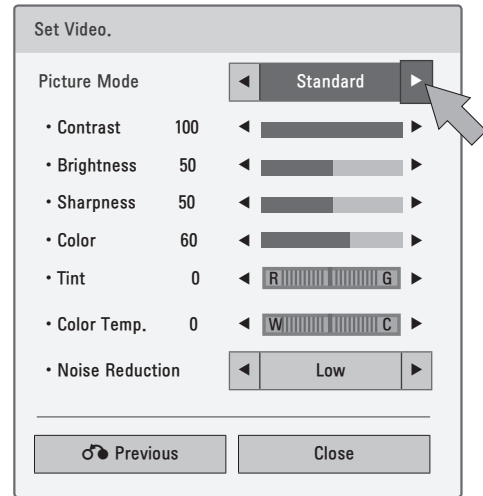 Set Video.
Picture Mode ◀ Standard ▶
• Contrast 100 ◀ ▶
• Brightness 50 ◀ ▶
• Sharpness 50 ◀ ▶
• Color 60 ◀ ▶
• Tint 0 ◀ R G ▶
• Color Temp. 0 ◀ W C ▶
• Noise Reduction ◀ Low ▶
Previous Close